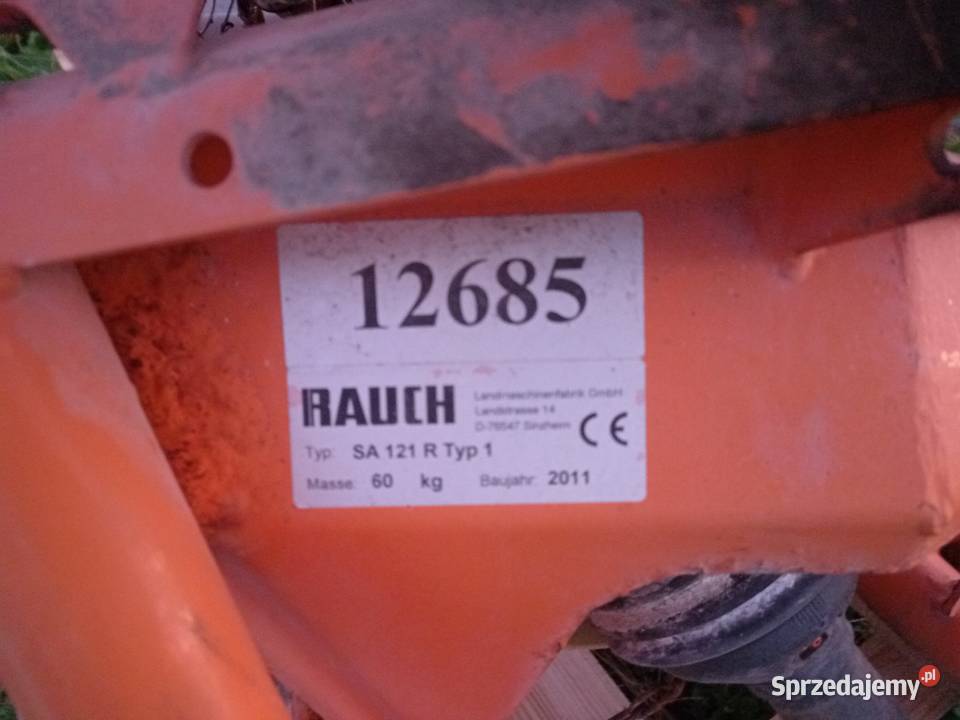 12685
RAUCH
Landmaschinenfabrik GmbH
Landstrasse 14
D-76547 Sinzheim
CE
Typ: SA 121 R Typ 1
Masse: 60 kg Baujahr: 2011
Sprzedajemy.pl